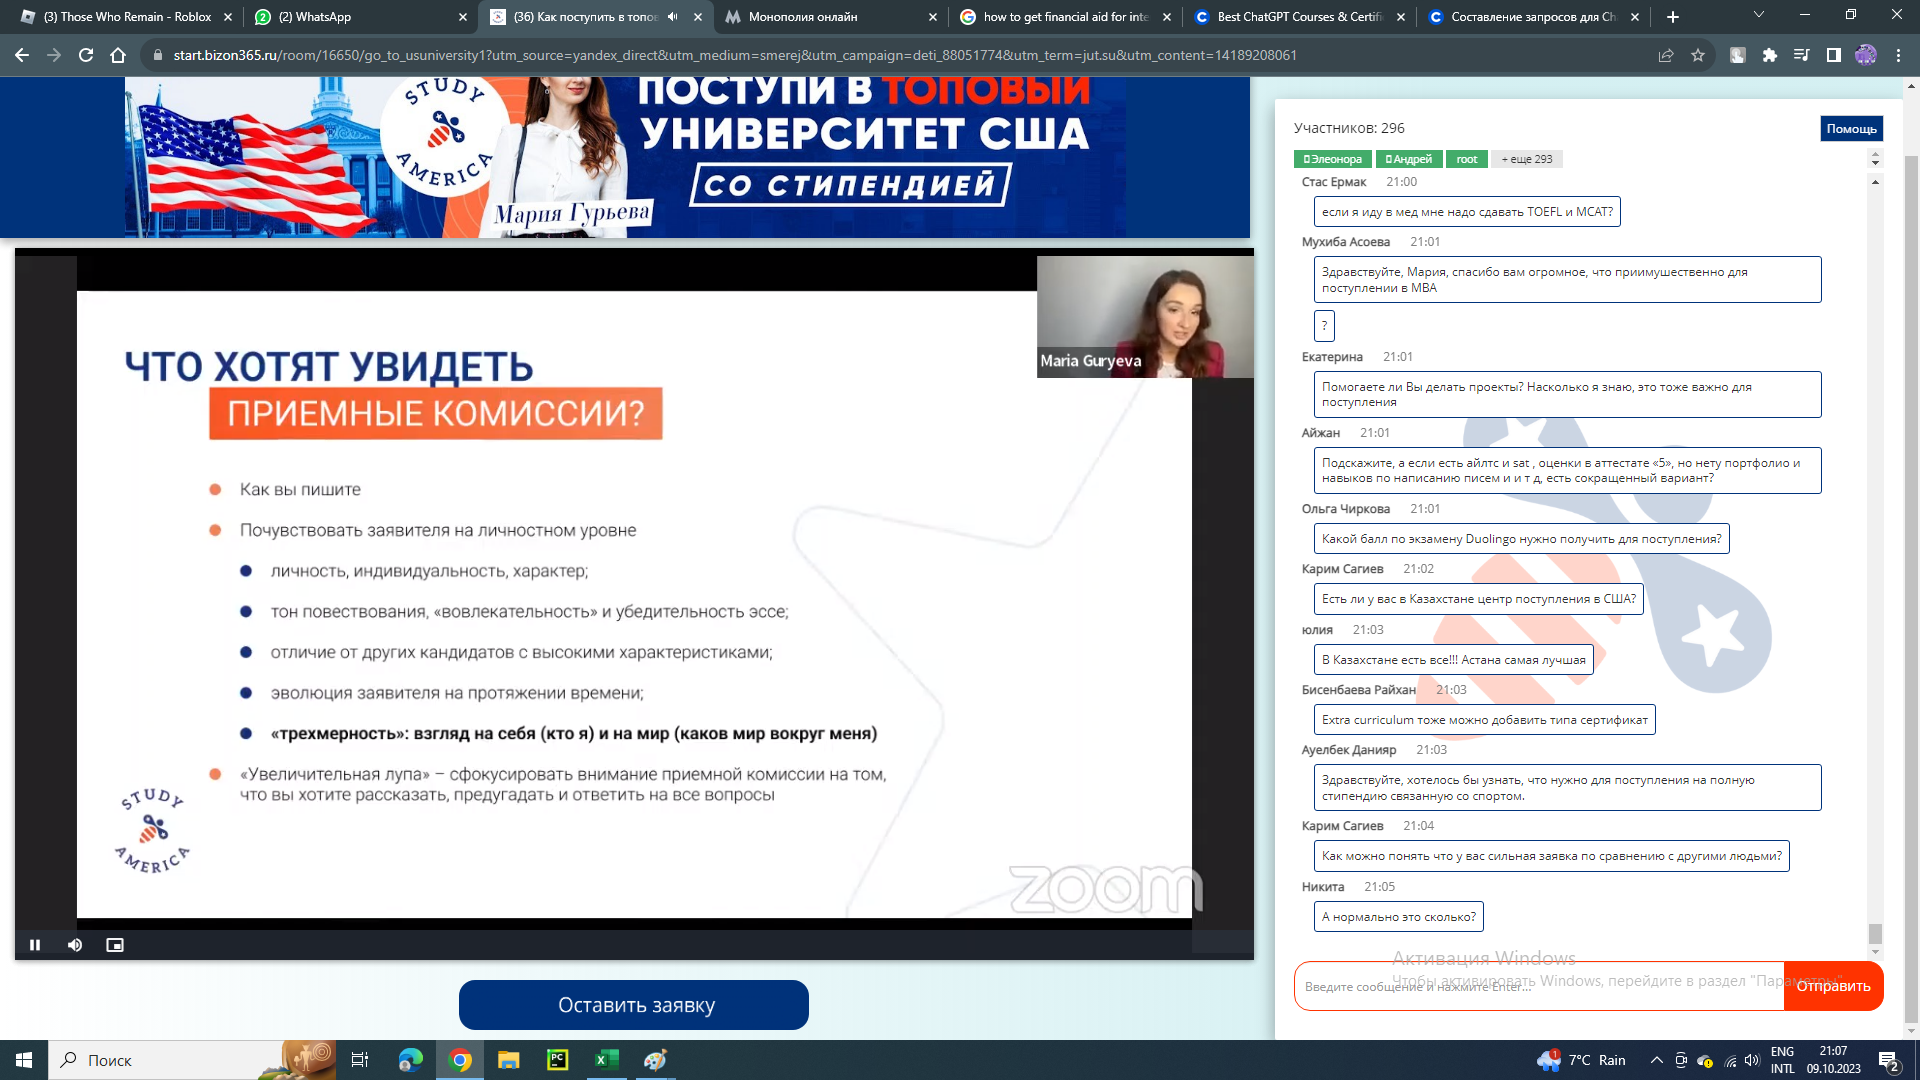 (3) Those Who Remain - Roblox
(2) WhatsApp
(36) Как поступить в топо
Монополия онлайн
how to get financial aid for inte
Best ChatGPT Courses & Certifi
Составление запросов для Ch
start.bizon365.ru/room/16650/go_to_usuniversity1?utm_source=yandex_direct&utm_medium=smerej&utm_campaign=deti_88051774&utm_term=jut.su&utm_content=14189208061
STUDY
AMERICA
ПОСТУПИ В ТОПОВЫЙ
УНИВЕРСИТЕТ США
СО СТИПЕНДИЕЙ
Мария Гурьева
Maria Guryeva
ЧТО ХОТЯТ УВИДЕТЬ
ПРИЕМНЫЕ КОМИССИИ?
Как вы пишите
Почувствовать заявителя на личностном уровне
личность, индивидуальность, характер;
тон повествования, «вовлекательность» и убедительность эссе;
отличие от других кандидатов с высокими характеристиками;
эволюция заявителя на протяжении времени;
«трехмерность»: взгляд на себя (кто я) и на мир (каков мир вокруг меня)
«Увеличительная лупа» – сфокусировать внимание приемной комиссии на том,
что вы хотите рассказать, предугадать и ответить на все вопросы
STUDY
AMERICA
zoom
Оставить заявку
Участников: 296
Помощь
Элеонора
Андрей
root
+ еще 293
Стас Ермак 21:00
если я иду в мед мне надо сдавать TOEFL и MCAT?
Мухиба Асоева 21:01
Здравствуйте, Мария, спасибо вам огромное, что приимушественно для
поступлении в МВА
?
Екатерина 21:01
Помогаете ли Вы делать проекты? Насколько я знаю, это тоже важно для
поступления
Айжан 21:01
Подскажите, а если есть айлтс и sat , оценки в аттестате «5», но нету портфолио и
навыков по написанию писем и и т д, есть сокращенный вариант?
Ольга Чиркова 21:01
Какой балл по экзамену Duolingo нужно получить для поступления?
Карим Сагиев 21:02
Есть ли у вас в Казахстане центр поступления в США?
юлия 21:03
В Казахстане есть все!!! Астана самая лучшая
Бисенбаева Райхан 21:03
Extra curriculum тоже можно добавить типа сертификат
Ауелбек Данияр 21:03
Здравствуйте, хотелось бы узнать, что нужно для поступления на полную
стипендию связанную со спортом.
Карим Сагиев 21:04
Как можно понять что у вас сильная заявка по сравнению с другими людьми?
Никита 21:05
А нормально это сколько?
Активация Windows
Чтобы активировать Windows, перейдите в раздел "Параметры".
Введите сообщение и нажмите Enter...
Отправить
Поиск
PC
1
7°C Rain
ENG
INTL
21:07
09.10.2023
2